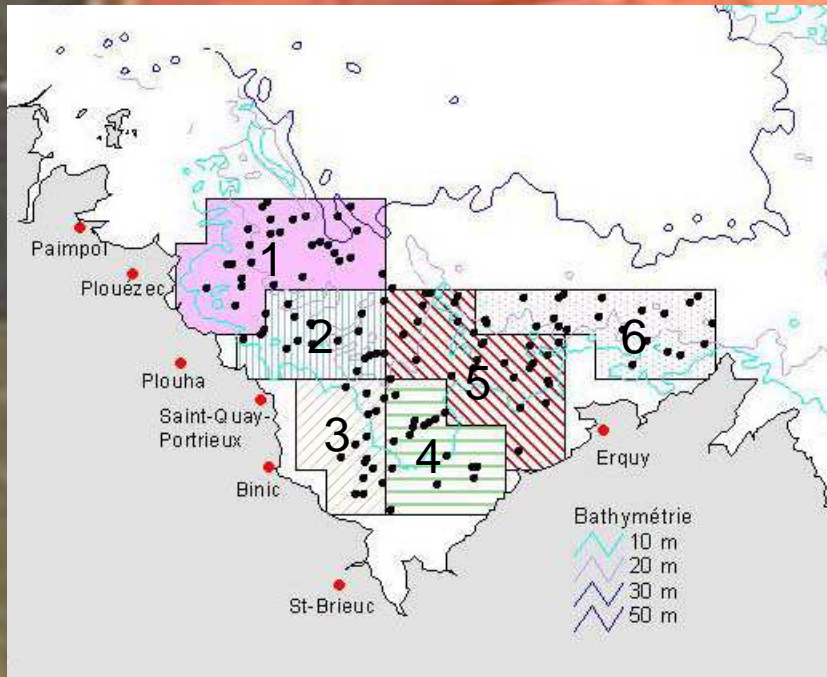 Paimpol
Plouézec
1
2
6
Plouha
5
Saint-Quay-
Portrieux
3
4
Erquy
Binic
Bathymétrie
10 m
20 m
30 m
50 m
St-Brieuc